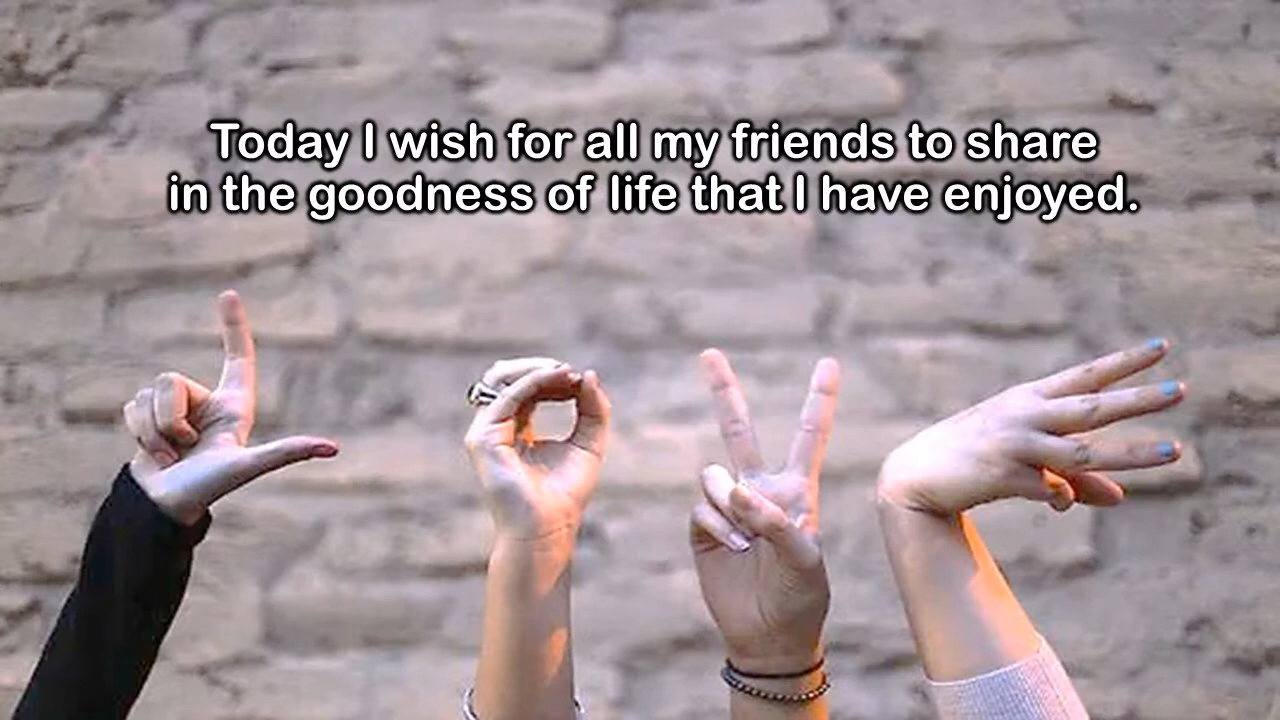 Today I wish for all my friends to share
in the goodness of life that I have enjoyed.